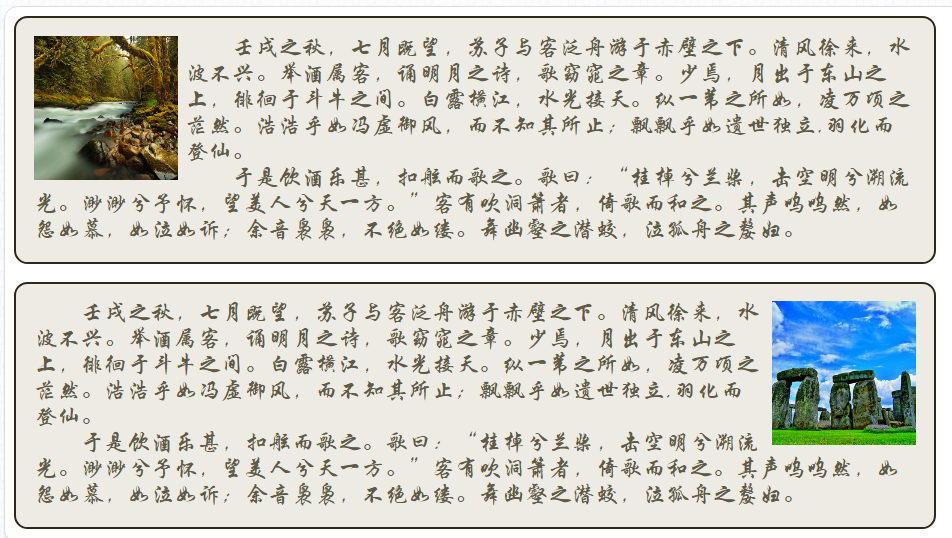 壬戌之秋，七月既望，苏子与客泛舟游于赤壁之下。清风徐来，水
波不兴。举酒属客，诵明月之诗，歌窈窕之章。少焉，月出于东山之
上，徘徊于斗牛之间。白露横江，水光接天。纵一苇之所如，凌万顷之
茫然。浩浩乎如冯虚御风，而不知其所止；飘飘乎如遗世独立,羽化而
登仙。
于是饮酒乐甚，扣舷而歌之。歌曰：“桂棹兮兰桨，击空明兮溯流
光。渺渺兮予怀，望美人兮天一方。”客有吹洞箫者，倚歌而和之。其声呜呜然，如
怨如慕，如泣如诉；余音袅袅，不绝如缕。舞幽壑之潜蛟，泣孤舟之嫠妇。
壬戌之秋，七月既望，苏子与客泛舟游于赤壁之下。清风徐来，水
波不兴。举酒属客，诵明月之诗，歌窈窕之章。少焉，月出于东山之
上，徘徊于斗牛之间。白露横江，水光接天。纵一苇之所如，凌万顷之
茫然。浩浩乎如冯虚御风，而不知其所止；飘飘乎如遗世独立,羽化而
登仙。
于是饮酒乐甚，扣舷而歌之。歌曰：“桂棹兮兰桨，击空明兮溯流
光。渺渺兮予怀，望美人兮天一方。”客有吹洞箫者，倚歌而和之。其声呜呜然，如
怨如慕，如泣如诉；余音袅袅，不绝如缕。舞幽壑之潜蛟，泣孤舟之嫠妇。